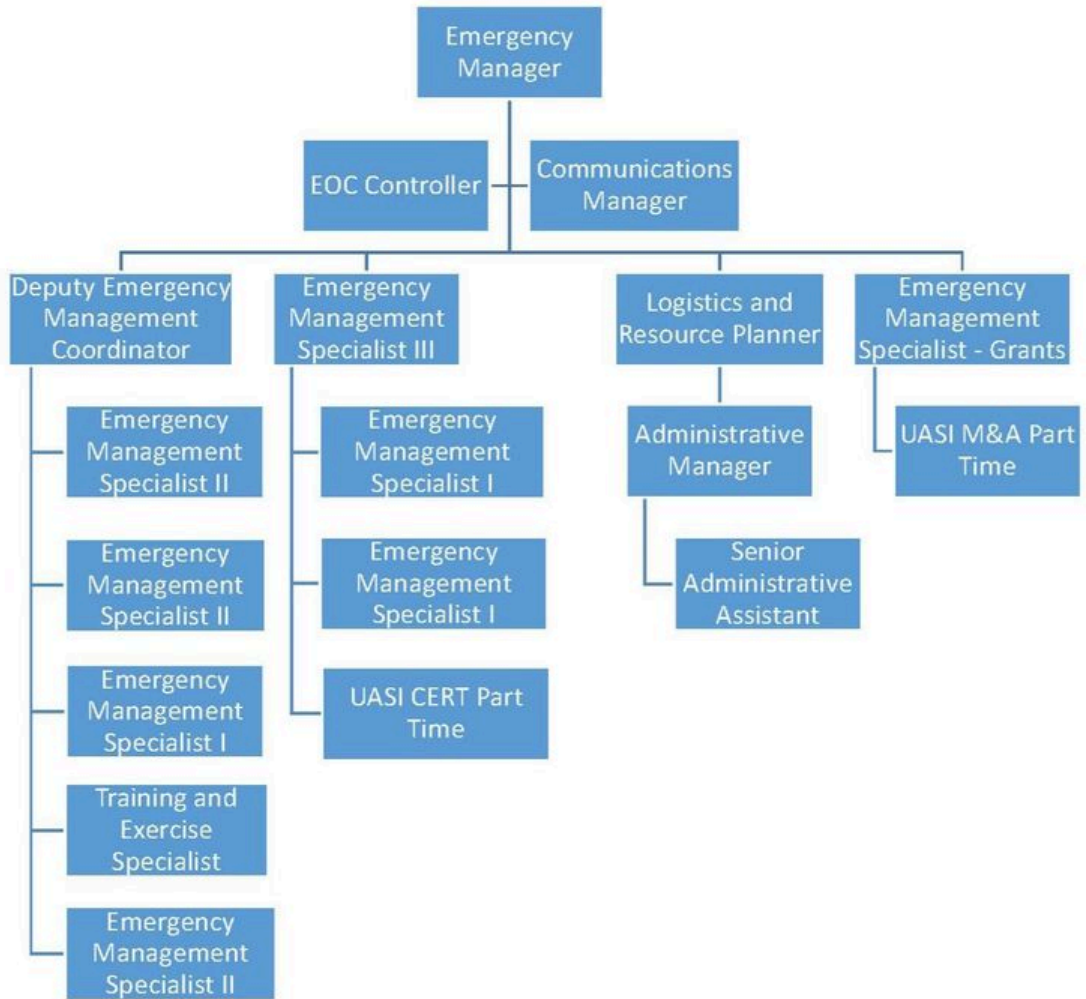 Emergency
Manager
EOC Controller
Communications
Manager
Deputy Emergency
Management
Coordinator
Emergency
Management
Specialist III
Logistics and
Resource Planner
Emergency
Management
Specialist - Grants
Emergency
Management
Specialist II
Emergency
Management
Specialist II
Emergency
Management
Specialist I
Training and
Exercise
Specialist
Emergency
Management
Specialist II
Emergency
Management
Specialist I
Emergency
Management
Specialist I
UASI CERT Part
Time
Administrative
Manager
Senior
Administrative
Assistant
UASI M&A Part
Time